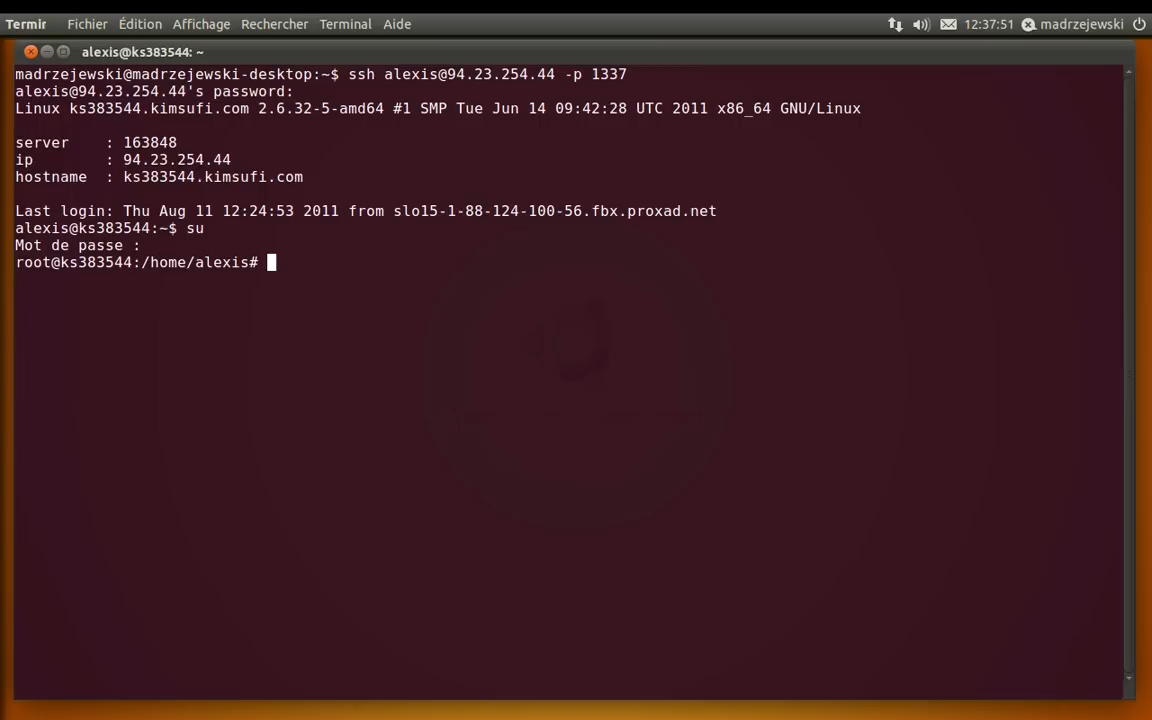 Termir Fichier Édition Affichage Rechercher Terminal Aide 12:37:51 madrzejewski
alexis@ks383544: ~
madrzejewski@madrzejewski-desktop:~$ ssh alexis@94.23.254.44 -p 1337
alexis@94.23.254.44's password:
Linux ks383544.kimsufi.com 2.6.32-5-amd64 #1 SMP Tue Jun 14 09:42:28 UTC 2011 x86_64 GNU/Linux
server    : 163848
ip        : 94.23.254.44
hostname  : ks383544.kimsufi.com
Last login: Thu Aug 11 12:24:53 2011 from slo15-1-88-124-100-56.fbx.proxad.net
alexis@ks383544:~$ su
Mot de passe :
root@ks383544:/home/alexis#